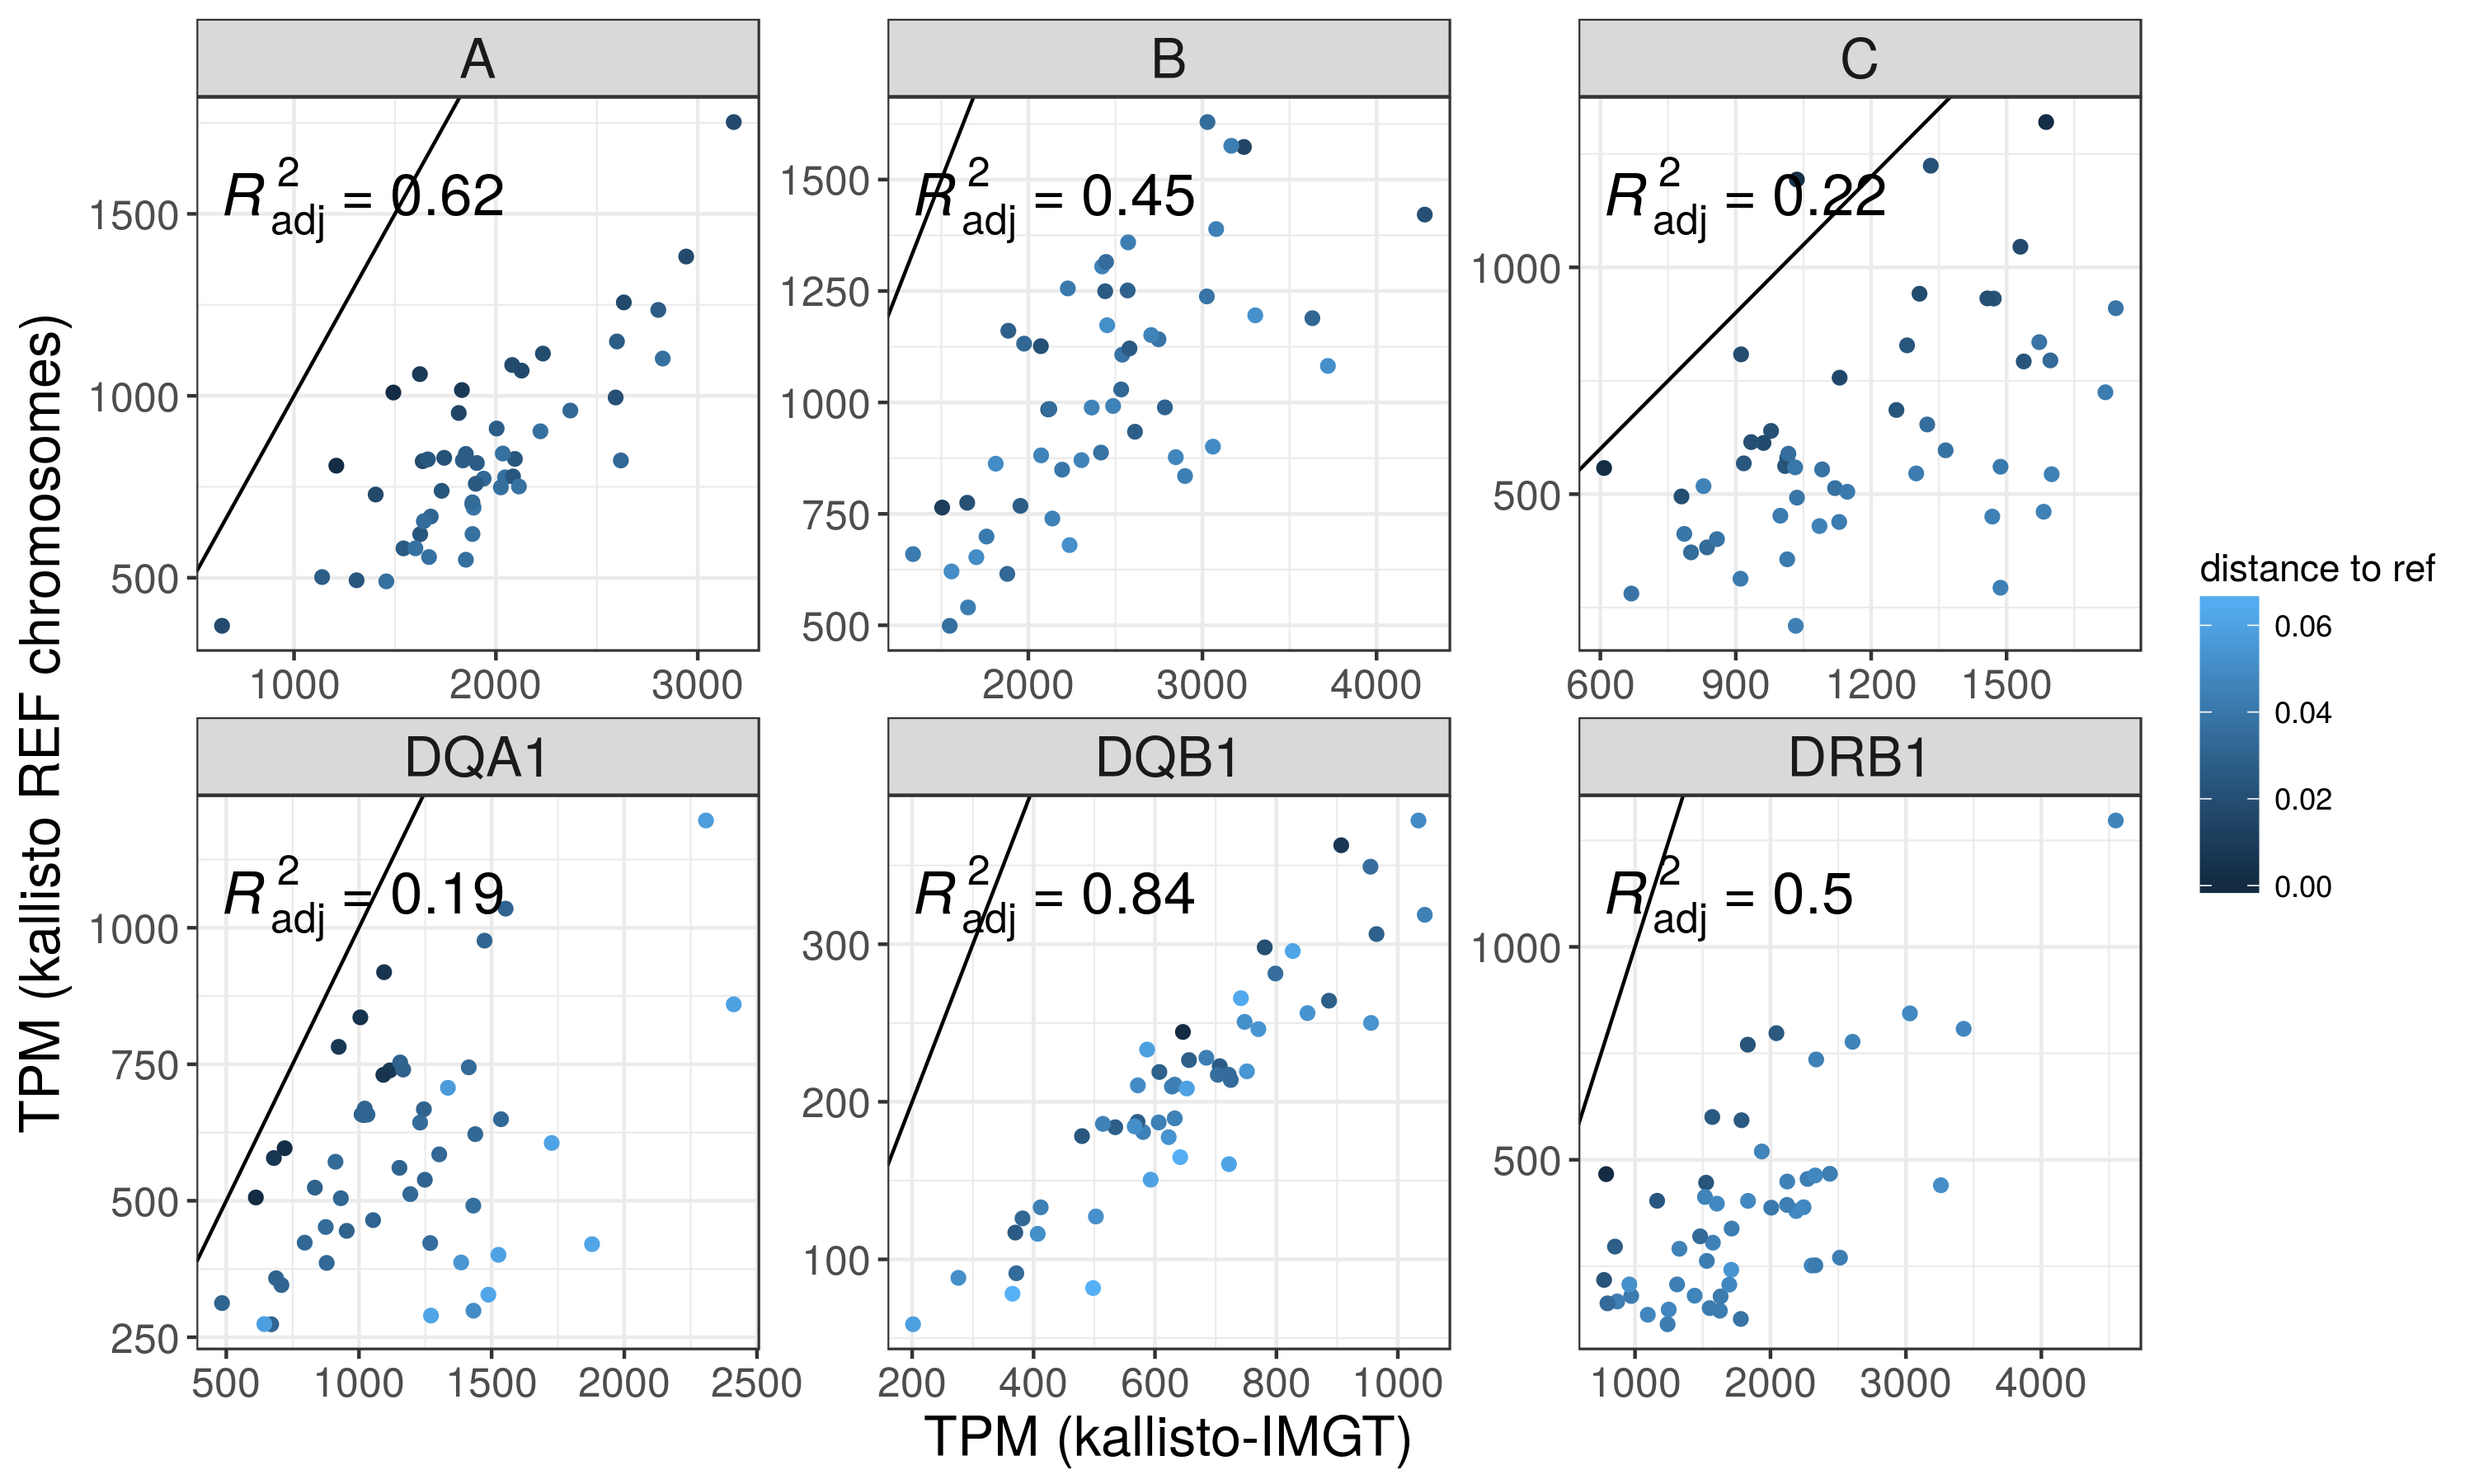 A
B
C
R²adj = 0.62
R²adj = 0.45
R²adj = 0.22
1500
1000
500
1500
1250
1000
750
500
1000
500
1000 2000 3000
2000 3000 4000
600 900 1200 1500
DQA1
DQB1
DRB1
R²adj = 0.19
R²adj = 0.84
R²adj = 0.5
1000
750
500
250
300
200
100
1000
500
500 1000 1500 2000 2500
200 400 600 800 1000
1000 2000 3000 4000
TPM (kallisto REF chromosomes)
TPM (kallisto-IMGT)
distance to ref
0.06
0.04
0.02
0.00